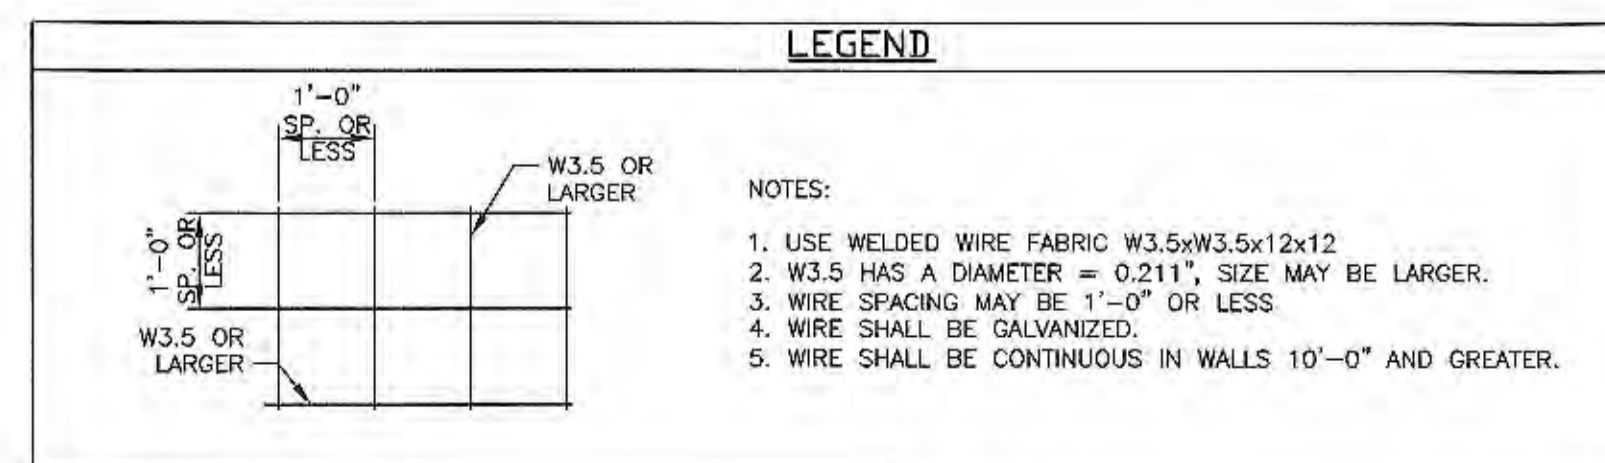 LEGEND
1'-0"
SP. OR
LESS
W3.5 OR
LARGER
1'-0"
SP. OR
LESS
W3.5 OR
LARGER
NOTES:
1. USE WELDED WIRE FABRIC W3.5xW3.5x12x12
2. W3.5 HAS A DIAMETER = 0.211", SIZE MAY BE LARGER.
3. WIRE SPACING MAY BE 1'-0" OR LESS
4. WIRE SHALL BE GALVANIZED.
5. WIRE SHALL BE CONTINUOUS IN WALLS 10'-0" AND GREATER.